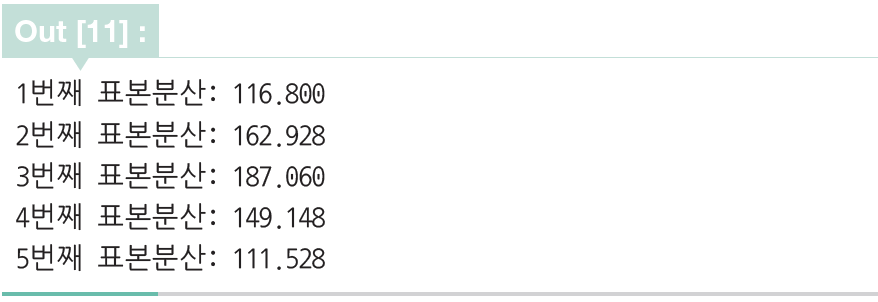 Out [11] :
1번째 표본분산: 116.800
2번째 표본분산: 162.928
3번째 표본분산: 187.060
4번째 표본분산: 149.148
5번째 표본분산: 111.528